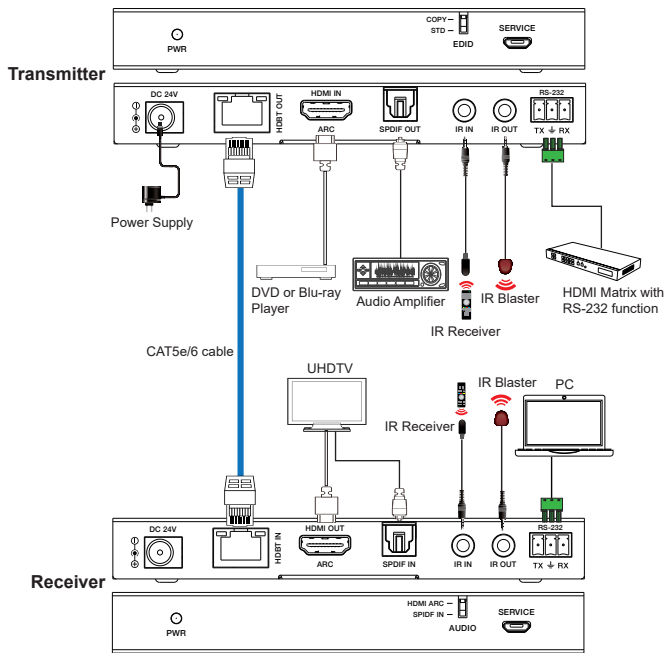 COPY
STD
EDID
SERVICE
PWR
Transmitter
DC 24V
HDBT OUT
HDMI IN
ARC
SPDIF OUT
IR IN
IR OUT
RS-232
TX RX
Power Supply
DVD or Blu-ray
Player
Audio Amplifier
IR Receiver
IR Blaster
HDMI Matrix with
RS-232 function
CAT5e/6 cable
UHDTV
IR Receiver
IR Blaster
PC
Receiver
DC 24V
HDBT IN
HDMI OUT
ARC
SPDIF IN
IR IN
IR OUT
RS-232
TX RX
PWR
HDMI ARC
SPIDF IN
AUDIO
SERVICE